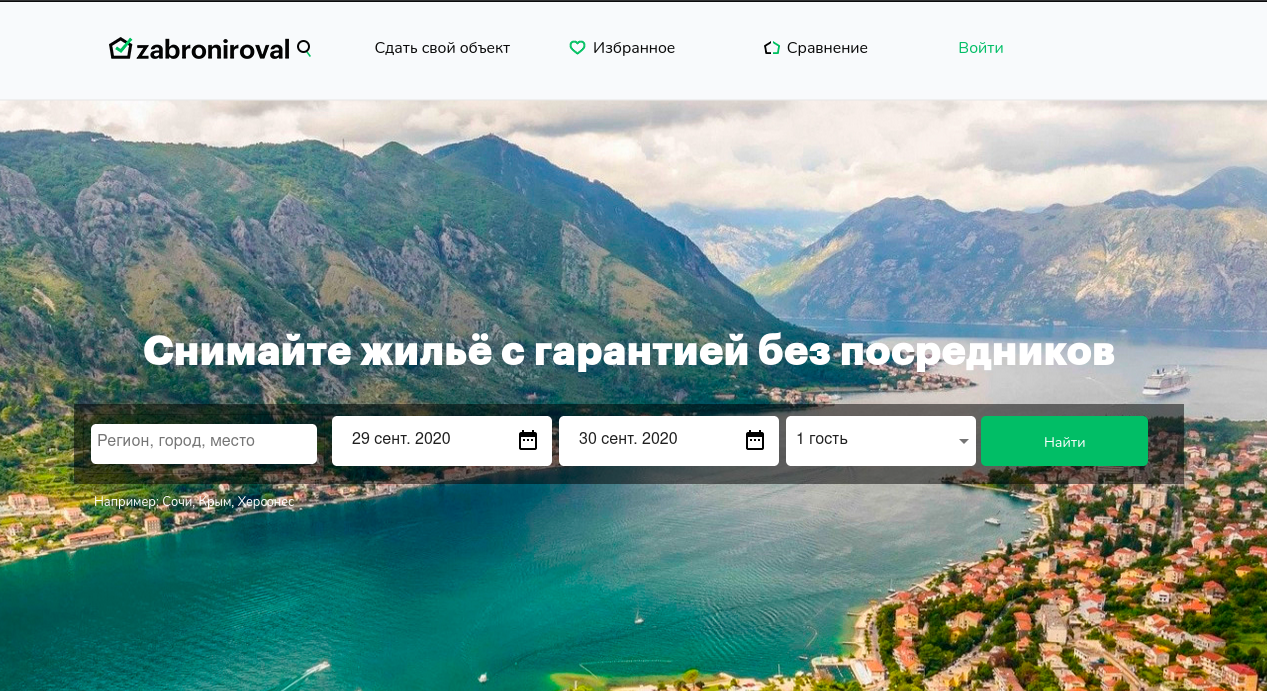 zabroniroval
Сдать свой объект
Избранное
Сравнение
Войти
Снимайте жильё с гарантией без посредников
Регион, город, место
29 сент. 2020
30 сент. 2020
1 гость
Найти
Например: Сочи, Крым, Херсонес